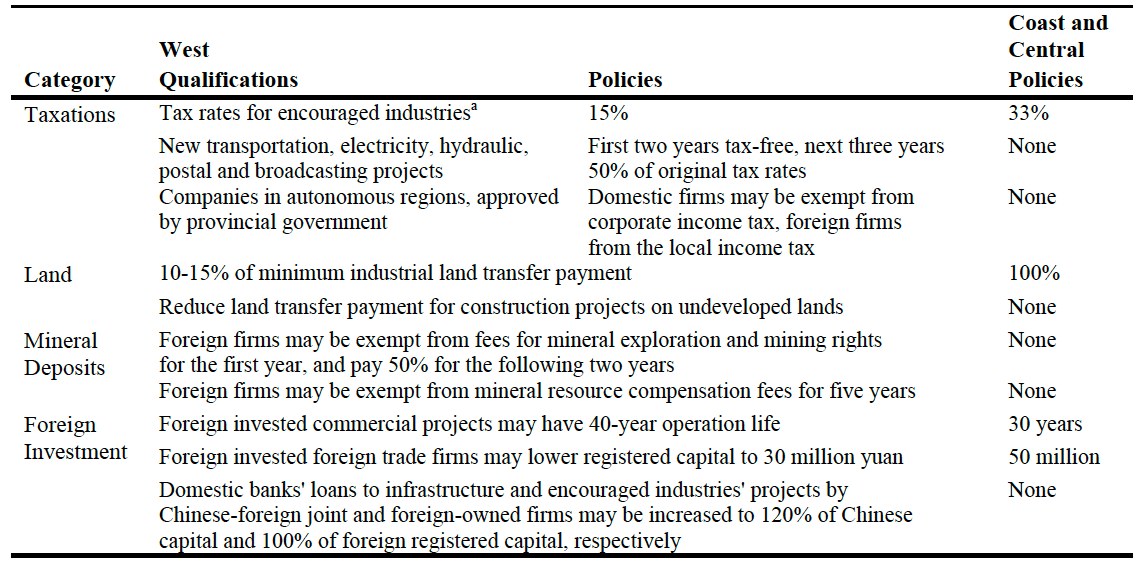 Coast and
West Central
Category Qualifications Policies Policies
Taxations Tax rates for encouraged industriesᵃ 15% 33%
New transportation, electricity, hydraulic, First two years tax-free, next three years None
postal and broadcasting projects 50% of original tax rates
Companies in autonomous regions, approved Domestic firms may be exempt from None
by provincial government corporate income tax, foreign firms
from the local income tax
Land 10-15% of minimum industrial land transfer payment 100%
Reduce land transfer payment for construction projects on undeveloped lands None
Mineral Foreign firms may be exempt from fees for mineral exploration and mining rights None
Deposits for the first year, and pay 50% for the following two years
Foreign firms may be exempt from mineral resource compensation fees for five years None
Foreign Foreign invested commercial projects may have 40-year operation life 30 years
Investment Foreign invested foreign trade firms may lower registered capital to 30 million yuan 50 million
Domestic banks' loans to infrastructure and encouraged industries' projects by None
Chinese-foreign joint and foreign-owned firms may be increased to 120% of Chinese
capital and 100% of foreign registered capital, respectively